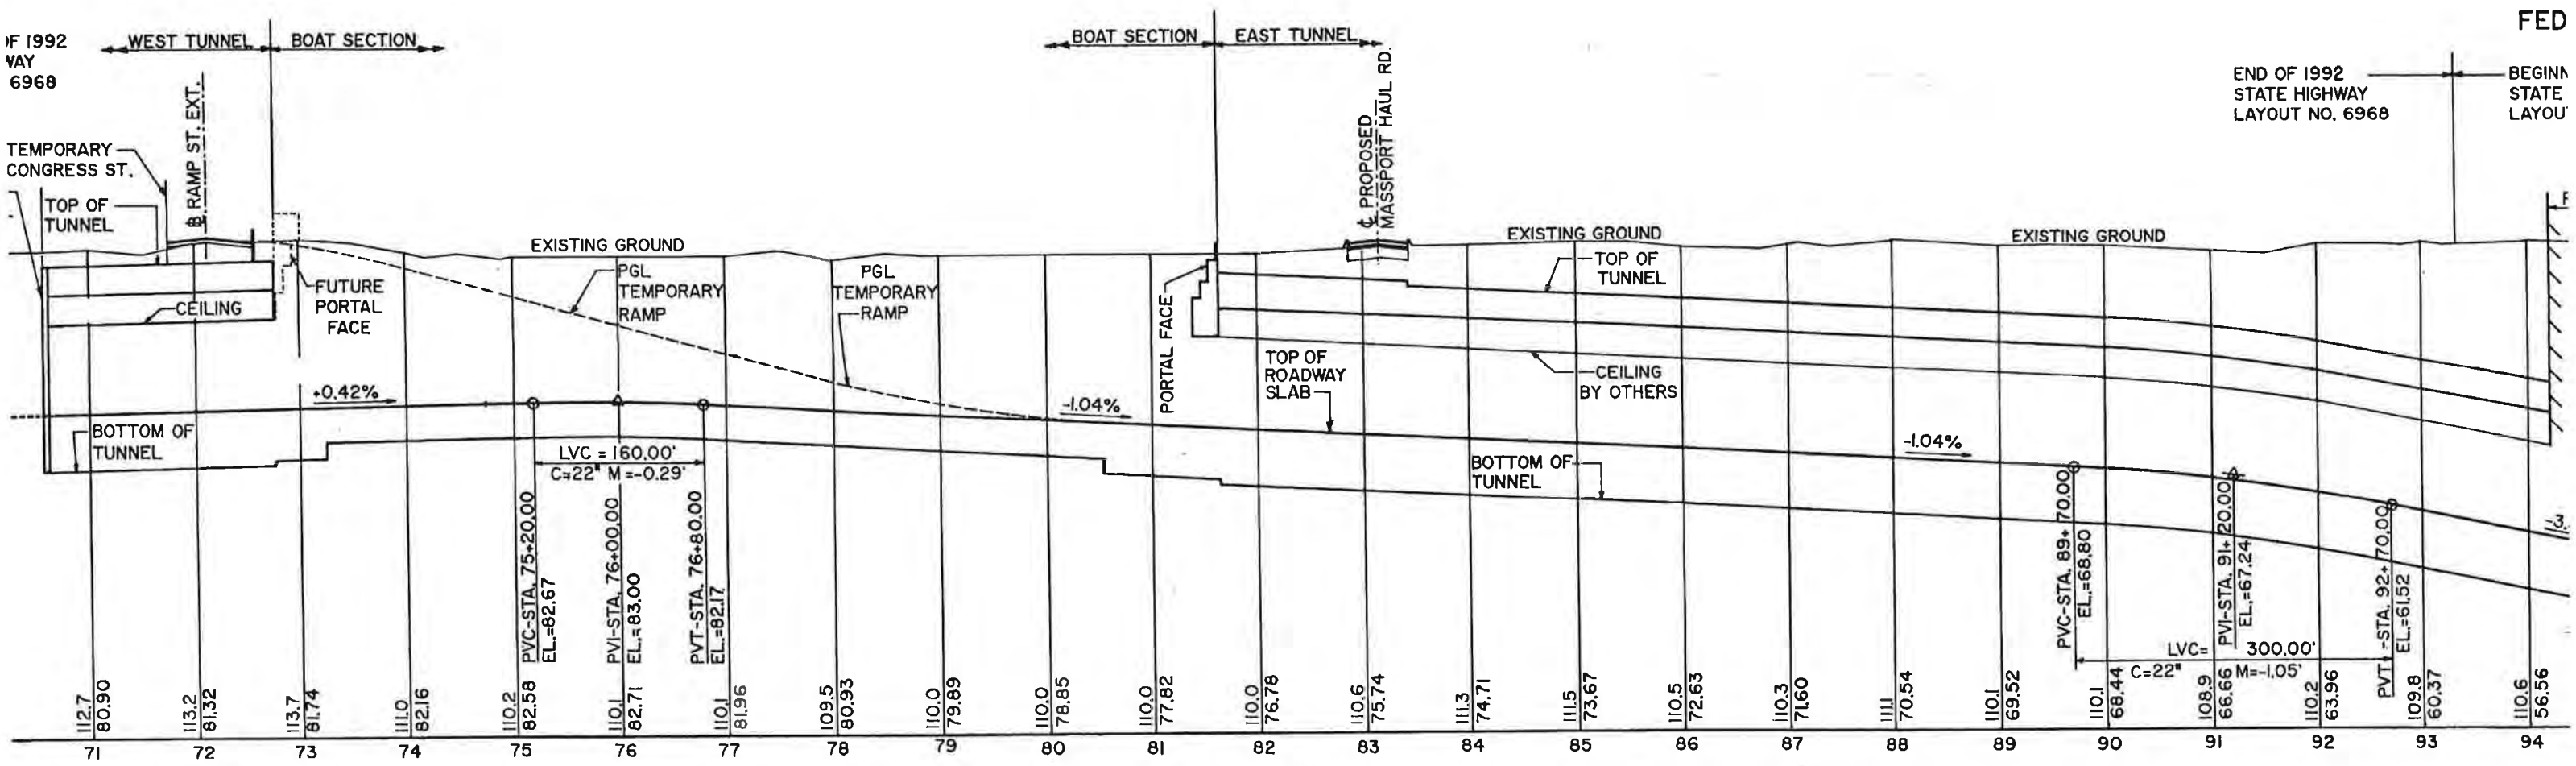 OF 1992
WAY
6968
WEST TUNNEL
BOAT SECTION
BOAT SECTION
EAST TUNNEL
FED
END OF 1992
STATE HIGHWAY
LAYOUT NO. 6968
BEGINN
STATE
LAYOU
TEMPORARY
CONGRESS ST.
TOP OF
TUNNEL
RAMP ST. EXT.
℄ PROPOSED
MASSPORT HAUL RD.
EXISTING GROUND
EXISTING GROUND
EXISTING GROUND
CEILING
FUTURE
PORTAL
FACE
PGL
TEMPORARY
RAMP
PGL
TEMPORARY
RAMP
PORTAL FACE
TOP OF
TUNNEL
TOP OF
ROADWAY
SLAB
CEILING
BY OTHERS
+0.42%
-1.04%
-1.04%
-3.
BOTTOM OF
TUNNEL
BOTTOM OF
TUNNEL
LVC = 160.00'
C=22" M=-0.29'
PVC-STA. 75+20.00
EL.=82.67
PVI-STA. 76+00.00
EL.=83.00
PVT-STA. 76+80.00
EL.=82.17
PVC-STA. 89+70.00
EL.=68.80
PVI-STA. 91+20.00
EL.=67.24
PVT-STA. 92+70.00
EL.=61.52
LVC= 300.00'
C=22" M=-1.05'
112.7
80.90
113.2
81.32
113.7
81.74
111.0
82.16
110.2
82.58
110.1
82.71
110.1
81.96
109.5
80.93
110.0
79.89
110.0
78.85
110.0
77.82
110.0
76.78
110.6
75.74
111.3
74.71
111.5
73.67
110.5
72.63
110.3
71.60
111.1
70.54
110.1
69.52
110.1
68.44
108.9
66.66
110.2
63.96
109.8
60.37
110.6
56.56
71 72 73 74 75 76 77 78 79 80 81 82 83 84 85 86 87 88 89 90 91 92 93 94